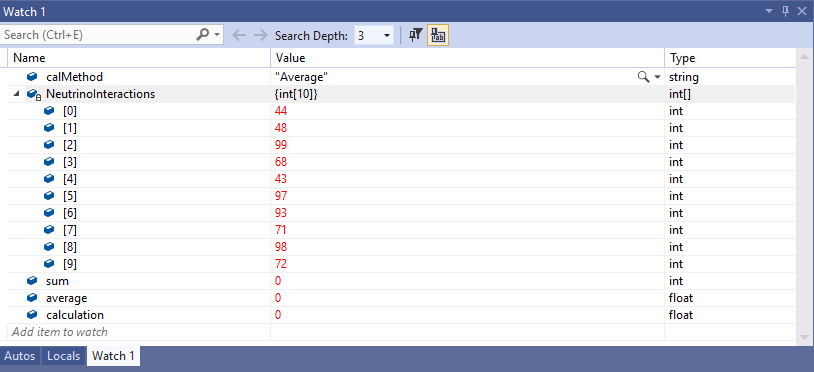 Watch 1
Search (Ctrl+E) Search Depth: 3
Name Value Type
calMethod "Average" string
NeutrinoInteractions {int[10]} int[]
[0] 44 int
[1] 48 int
[2] 99 int
[3] 68 int
[4] 43 int
[5] 97 int
[6] 93 int
[7] 71 int
[8] 98 int
[9] 72 int
sum 0 int
average 0 float
calculation 0 float
Add item to watch
Autos Locals Watch 1